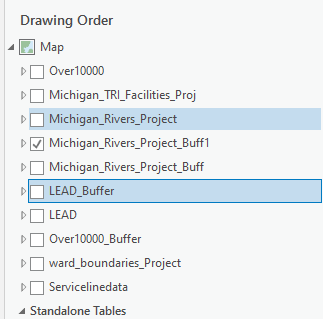 Drawing Order
Map
Over10000
Michigan_TRI_Facilities_Proj
Michigan_Rivers_Project
Michigan_Rivers_Project_Buff1
Michigan_Rivers_Project_Buff
LEAD_Buffer
LEAD
Over10000_Buffer
ward_boundaries_Project
Servicelinedata
Standalone Tables